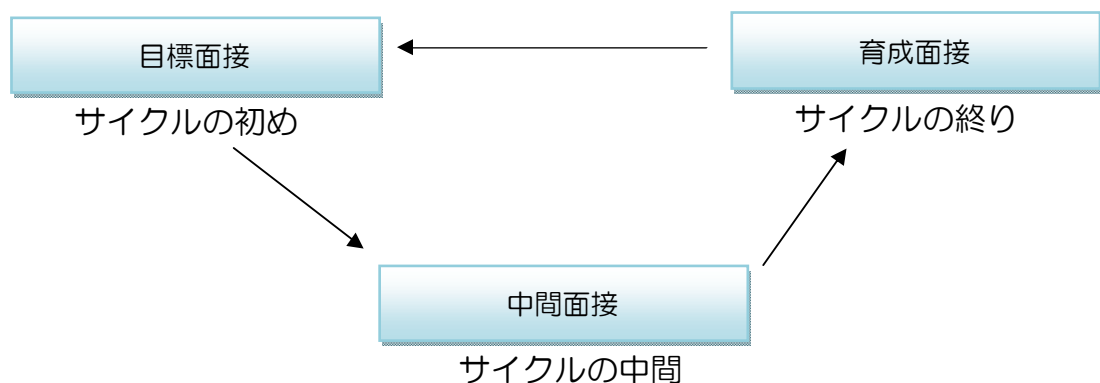 目標面接
育成面接
サイクルの初め
サイクルの終り
中間面接
サイクルの中間